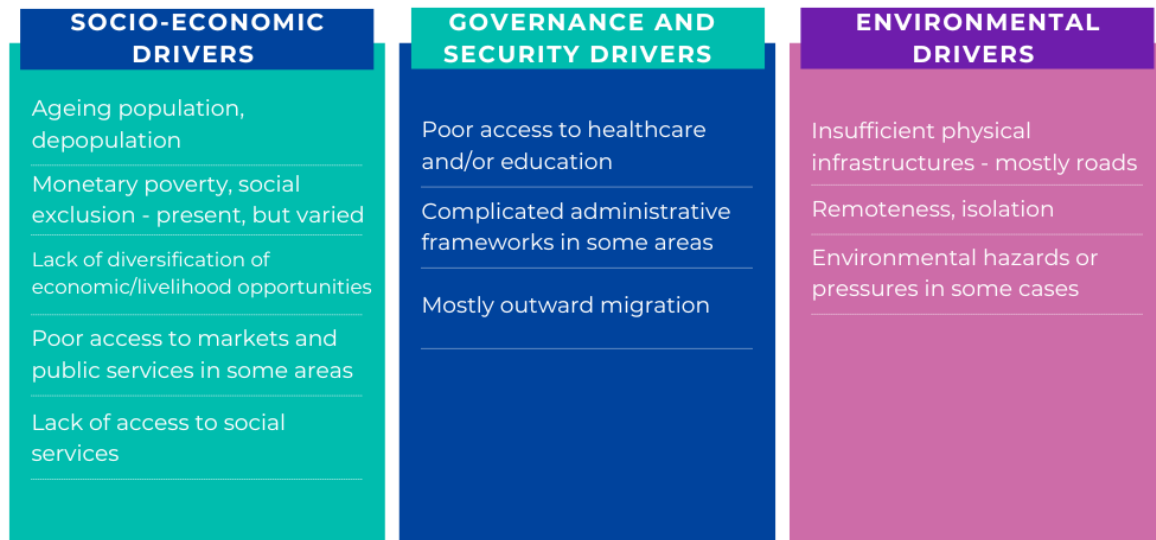 SOCIO-ECONOMIC
DRIVERS
Ageing population,
depopulation
Monetary poverty, social
exclusion - present, but varied
Lack of diversification of
economic/livelihood opportunities
Poor access to markets and
public services in some areas
Lack of access to social
services
GOVERNANCE AND
SECURITY DRIVERS
Poor access to healthcare
and/or education
Complicated administrative
frameworks in some areas
Mostly outward migration
ENVIRONMENTAL
DRIVERS
Insufficient physical
infrastructures - mostly roads
Remoteness, isolation
Environmental hazards or
pressures in some cases